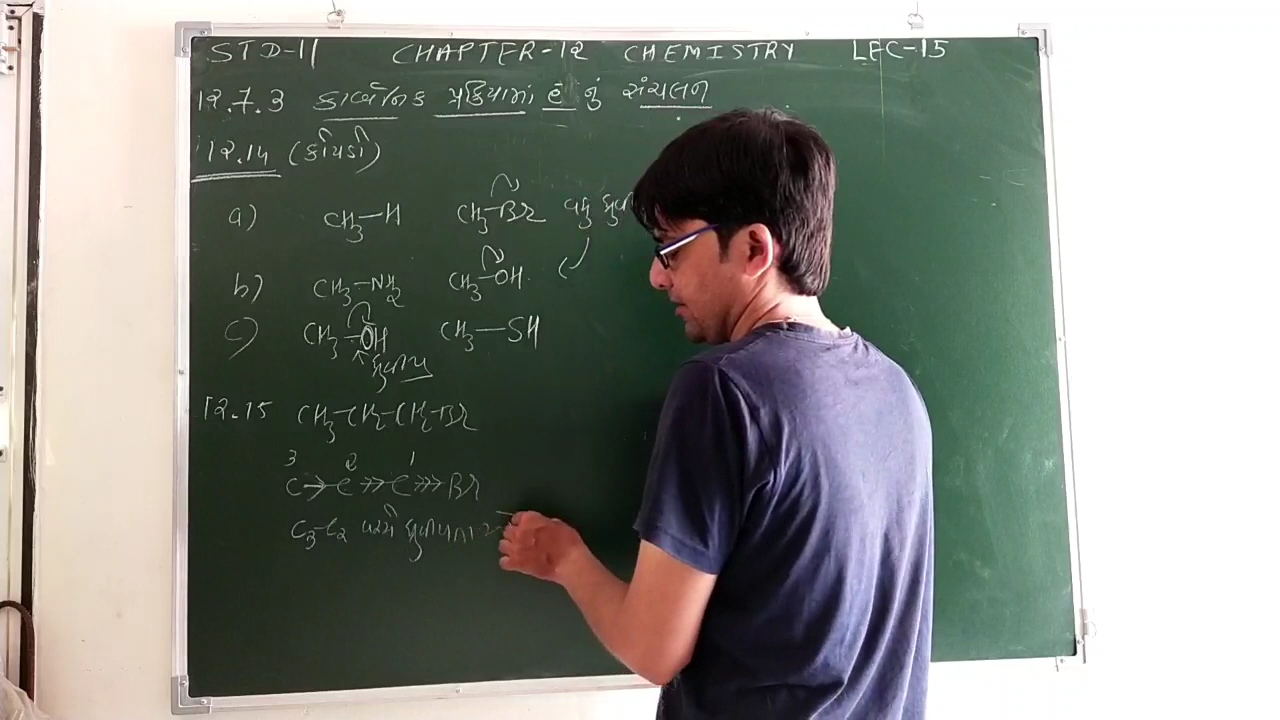 STD-11 CHAPTER-12 CHEMISTRY LEC-15
12.7.3 કાર્બનિક પ્રક્રિયામાં e̅ નું સંચલન
12.14 (કોયડો)
a) CH₃-H CH₃-Br વધુ
b) CH₃-NH₂ CH₃-OH
c) CH₃-OH CH₃-SH
ધ્રુવીય
12.15 CH₃-CH₂-CH₂-Br
3 2 1
C→C→→C→→→Br
C₃-C₂ વચ્ચે